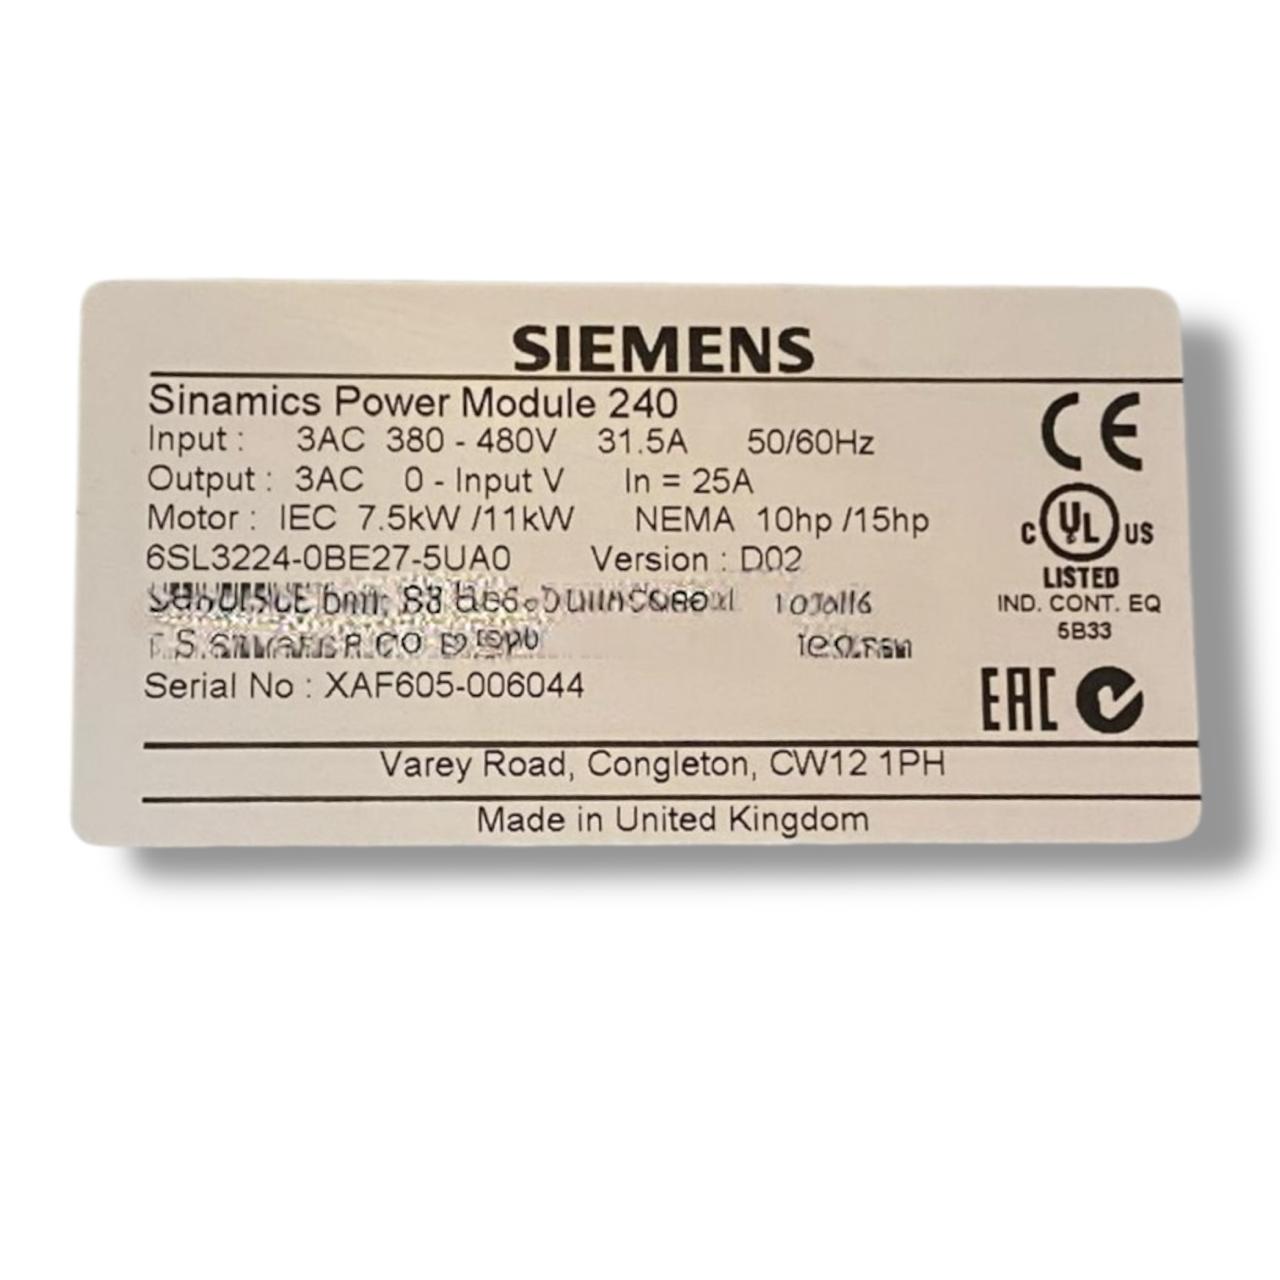 SIEMENS
Sinamics Power Module 240
Input : 3AC 380 - 480V 31.5A 50/60Hz
Output : 3AC 0 - Input V In = 25A
Motor : IEC 7.5kW /11kW NEMA 10hp /15hp
6SL3224-0BE27-5UA0 Version : D02
Serial No : XAF605-006044
CE
C UL US
LISTED
IND. CONT. EQ
5B33
EAC
Varey Road, Congleton, CW12 1PH
Made in United Kingdom